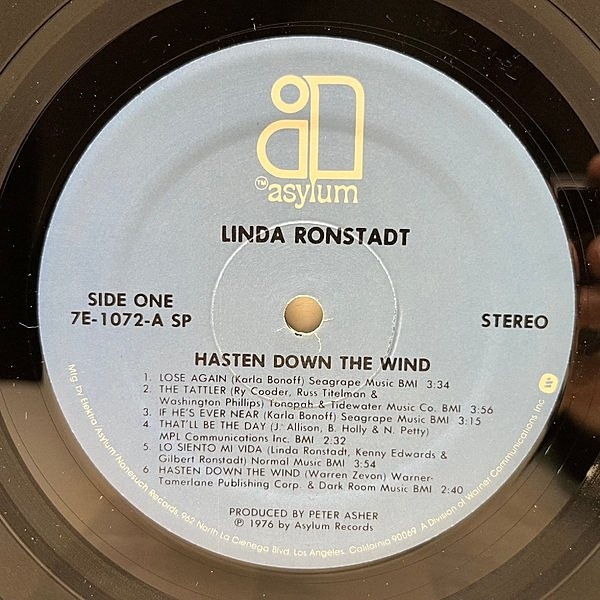 TM asylum
LINDA RONSTADT
SIDE ONE
7E-1072-A SP
STEREO
HASTEN DOWN THE WIND
1. LOSE AGAIN (Karla Bonoff) Seagrape Music BMI 3:34
2. THE TATTLER (Ry Cooder, Russ Titelman &
Washington Phillips) Tonopah & Tidewater Music Co. BMI 3:56
3. IF HE'S EVER NEAR (Karla Bonoff) Seagrape Music BMI 3:15
4. THAT'LL BE THE DAY (J. Allison, B. Holly & N. Petty)
MPL Communications Inc. BMI 2:32
5. LO SIENTO MI VIDA (Linda Ronstadt, Kenny Edwards &
Gilbert Ronstadt) Normal Music BMI 3:54
6. HASTEN DOWN THE WIND (Warren Zevon) Warner-
Tamerlane Publishing Corp. & Dark Room Music BMI 2:40
PRODUCED BY PETER ASHER
℗ 1976 by Asylum Records
Mfg. by Elektra/Asylum/Nonesuch Records, 962 North La Cienega Blvd. Los Angeles, California 90069 A Division of Warner Communications Inc.